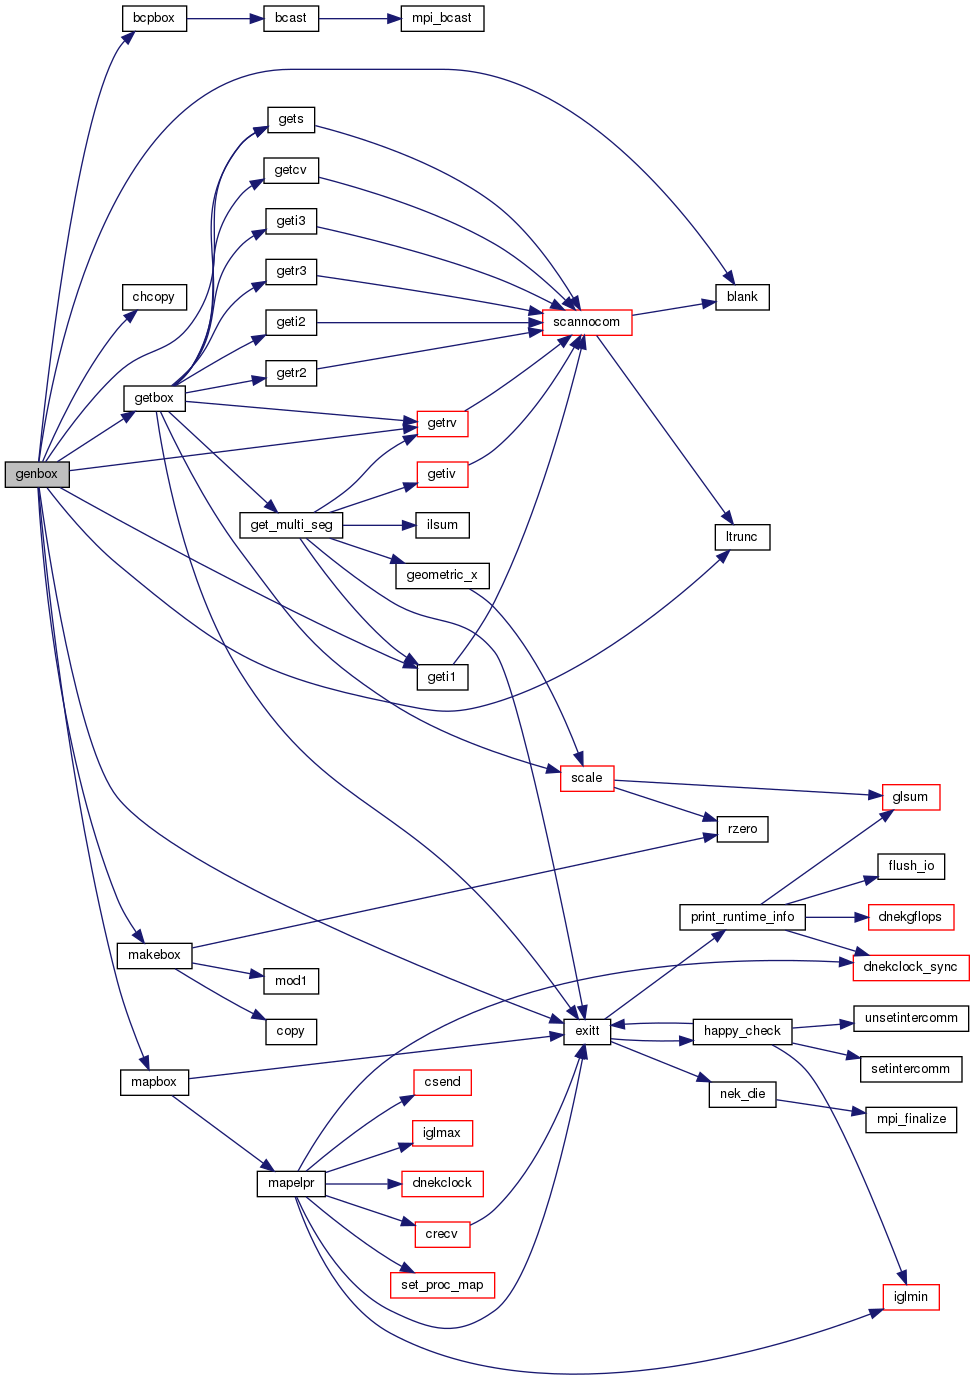 bcpbox
bcast
mpi_bcast
gets
getcv
geti3
getr3
chcopy
blank
geti2
scannocom
getr2
getbox
getrv
genbox
getiv
get_multi_seg
ilsum
ltrunc
geometric_x
geti1
scale
glsum
rzero
flush_io
print_runtime_info
dnekgflops
makebox
dnekclock_sync
mod1
unsetintercomm
copy
exitt
happy_check
setintercomm
mapbox
csend
nek_die
mpi_finalize
iglmax
mapelpr
dnekclock
crecv
set_proc_map
iglmin